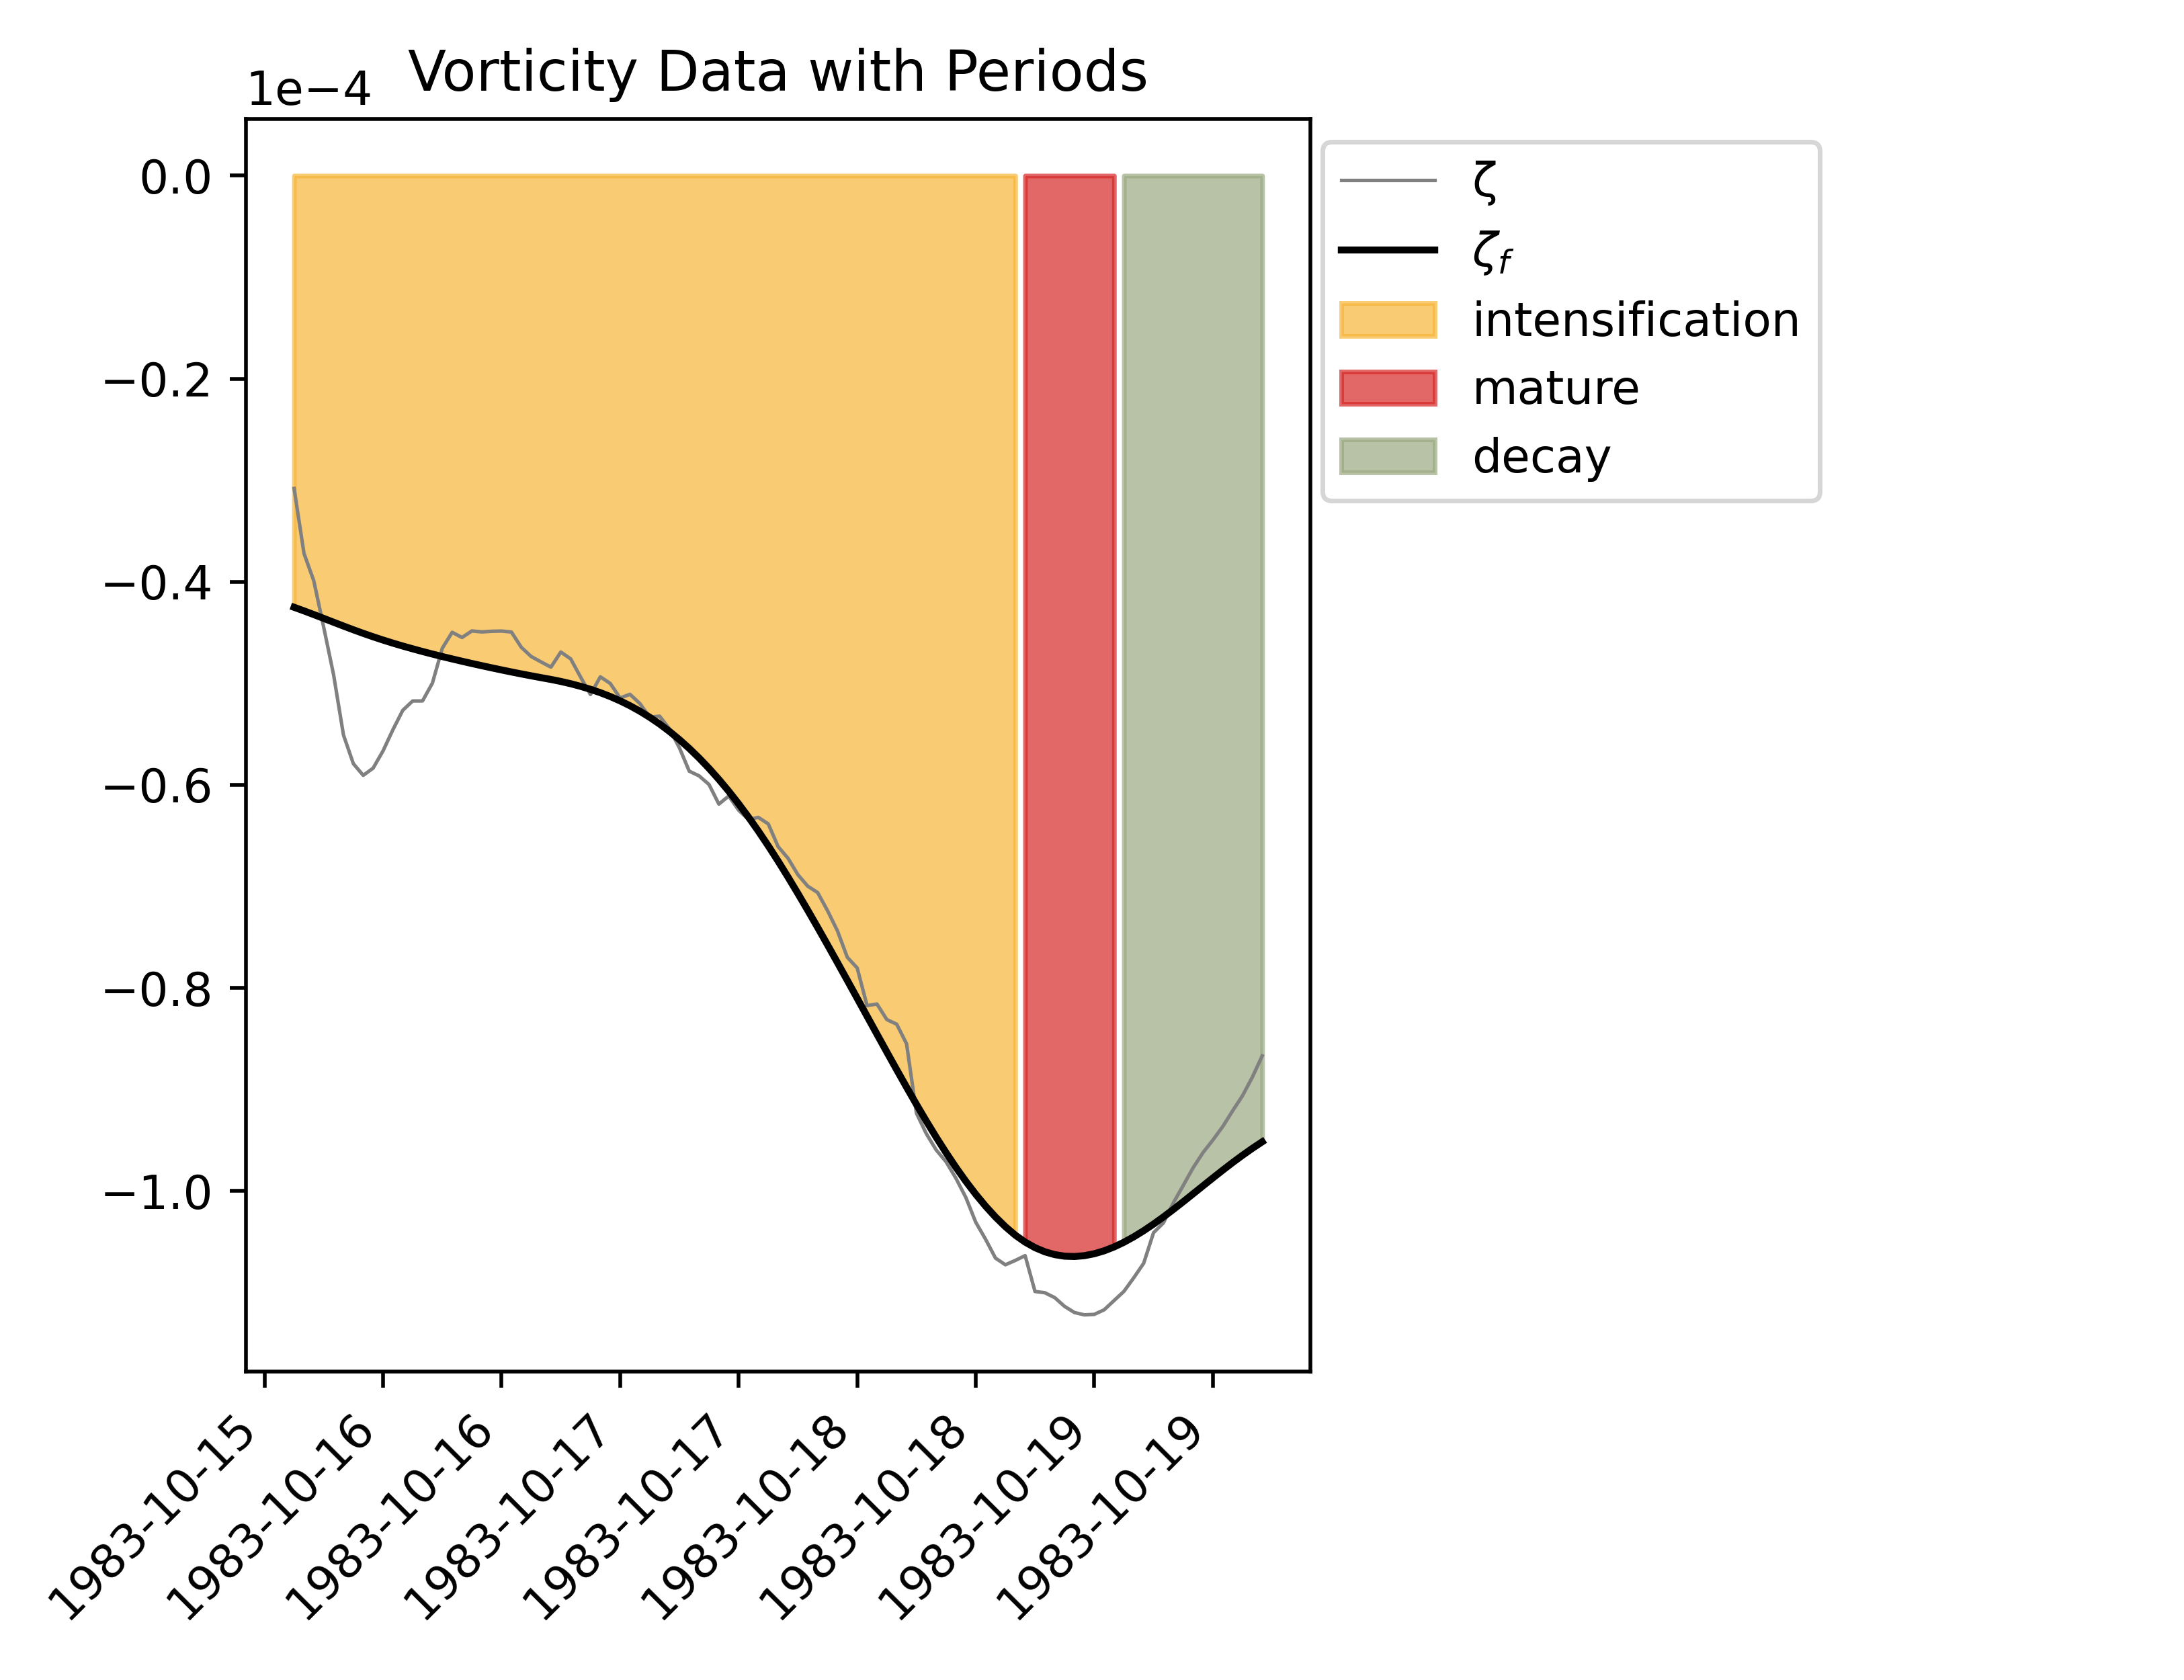 Vorticity Data with Periods
1e−4
0.0
−0.2
−0.4
−0.6
−0.8
−1.0
1983-10-15
1983-10-16
1983-10-16
1983-10-17
1983-10-17
1983-10-18
1983-10-18
1983-10-19
1983-10-19
ζ
ζf
intensification
mature
decay